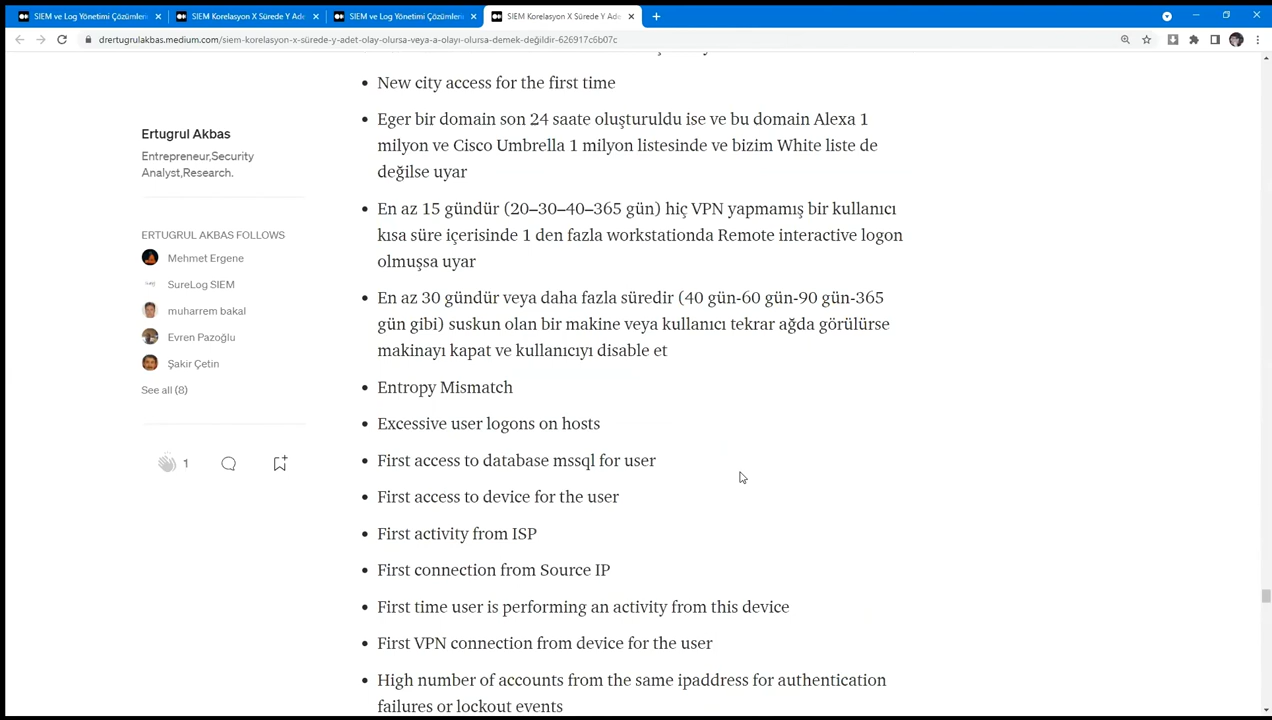 SIEM ve Log Yönetimi Çözümlen
SIEM Korelasyon X Sürede Y Adet
SIEM ve Log Yönetimi Çözümlen
SIEM Korelasyon X Sürede Y Ade
drertugrulakbas.medium.com/siem-korelasyon-x-sürede-y-adet-olay-olursa-veya-a-olayı-olursa-demek-değildir-626917c6b07c
New city access for the first time
Eger bir domain son 24 saate oluşturuldu ise ve bu domain Alexa 1
milyon ve Cisco Umbrella 1 milyon listesinde ve bizim White liste de
değilse uyar
En az 15 gündür (20–30–40–365 gün) hiç VPN yapmamış bir kullanıcı
kısa süre içerisinde 1 den fazla workstationda Remote interactive logon
olmuşsa uyar
En az 30 gündür veya daha fazla süredir (40 gün-60 gün-90 gün-365
gün gibi) suskun olan bir makine veya kullanıcı tekrar ağda görülürse
makinayı kapat ve kullanıcıyı disable et
Entropy Mismatch
Excessive user logons on hosts
First access to database mssql for user
First access to device for the user
First activity from ISP
First connection from Source IP
First time user is performing an activity from this device
First VPN connection from device for the user
High number of accounts from the same ipaddress for authentication
failures or lockout events
Ertugrul Akbas
Entrepreneur,Security
Analyst,Research.
ERTUGRUL AKBAS FOLLOWS
Mehmet Ergene
SureLog SIEM
muharrem bakal
Evren Pazoğlu
Şakir Çetin
See all (8)
1